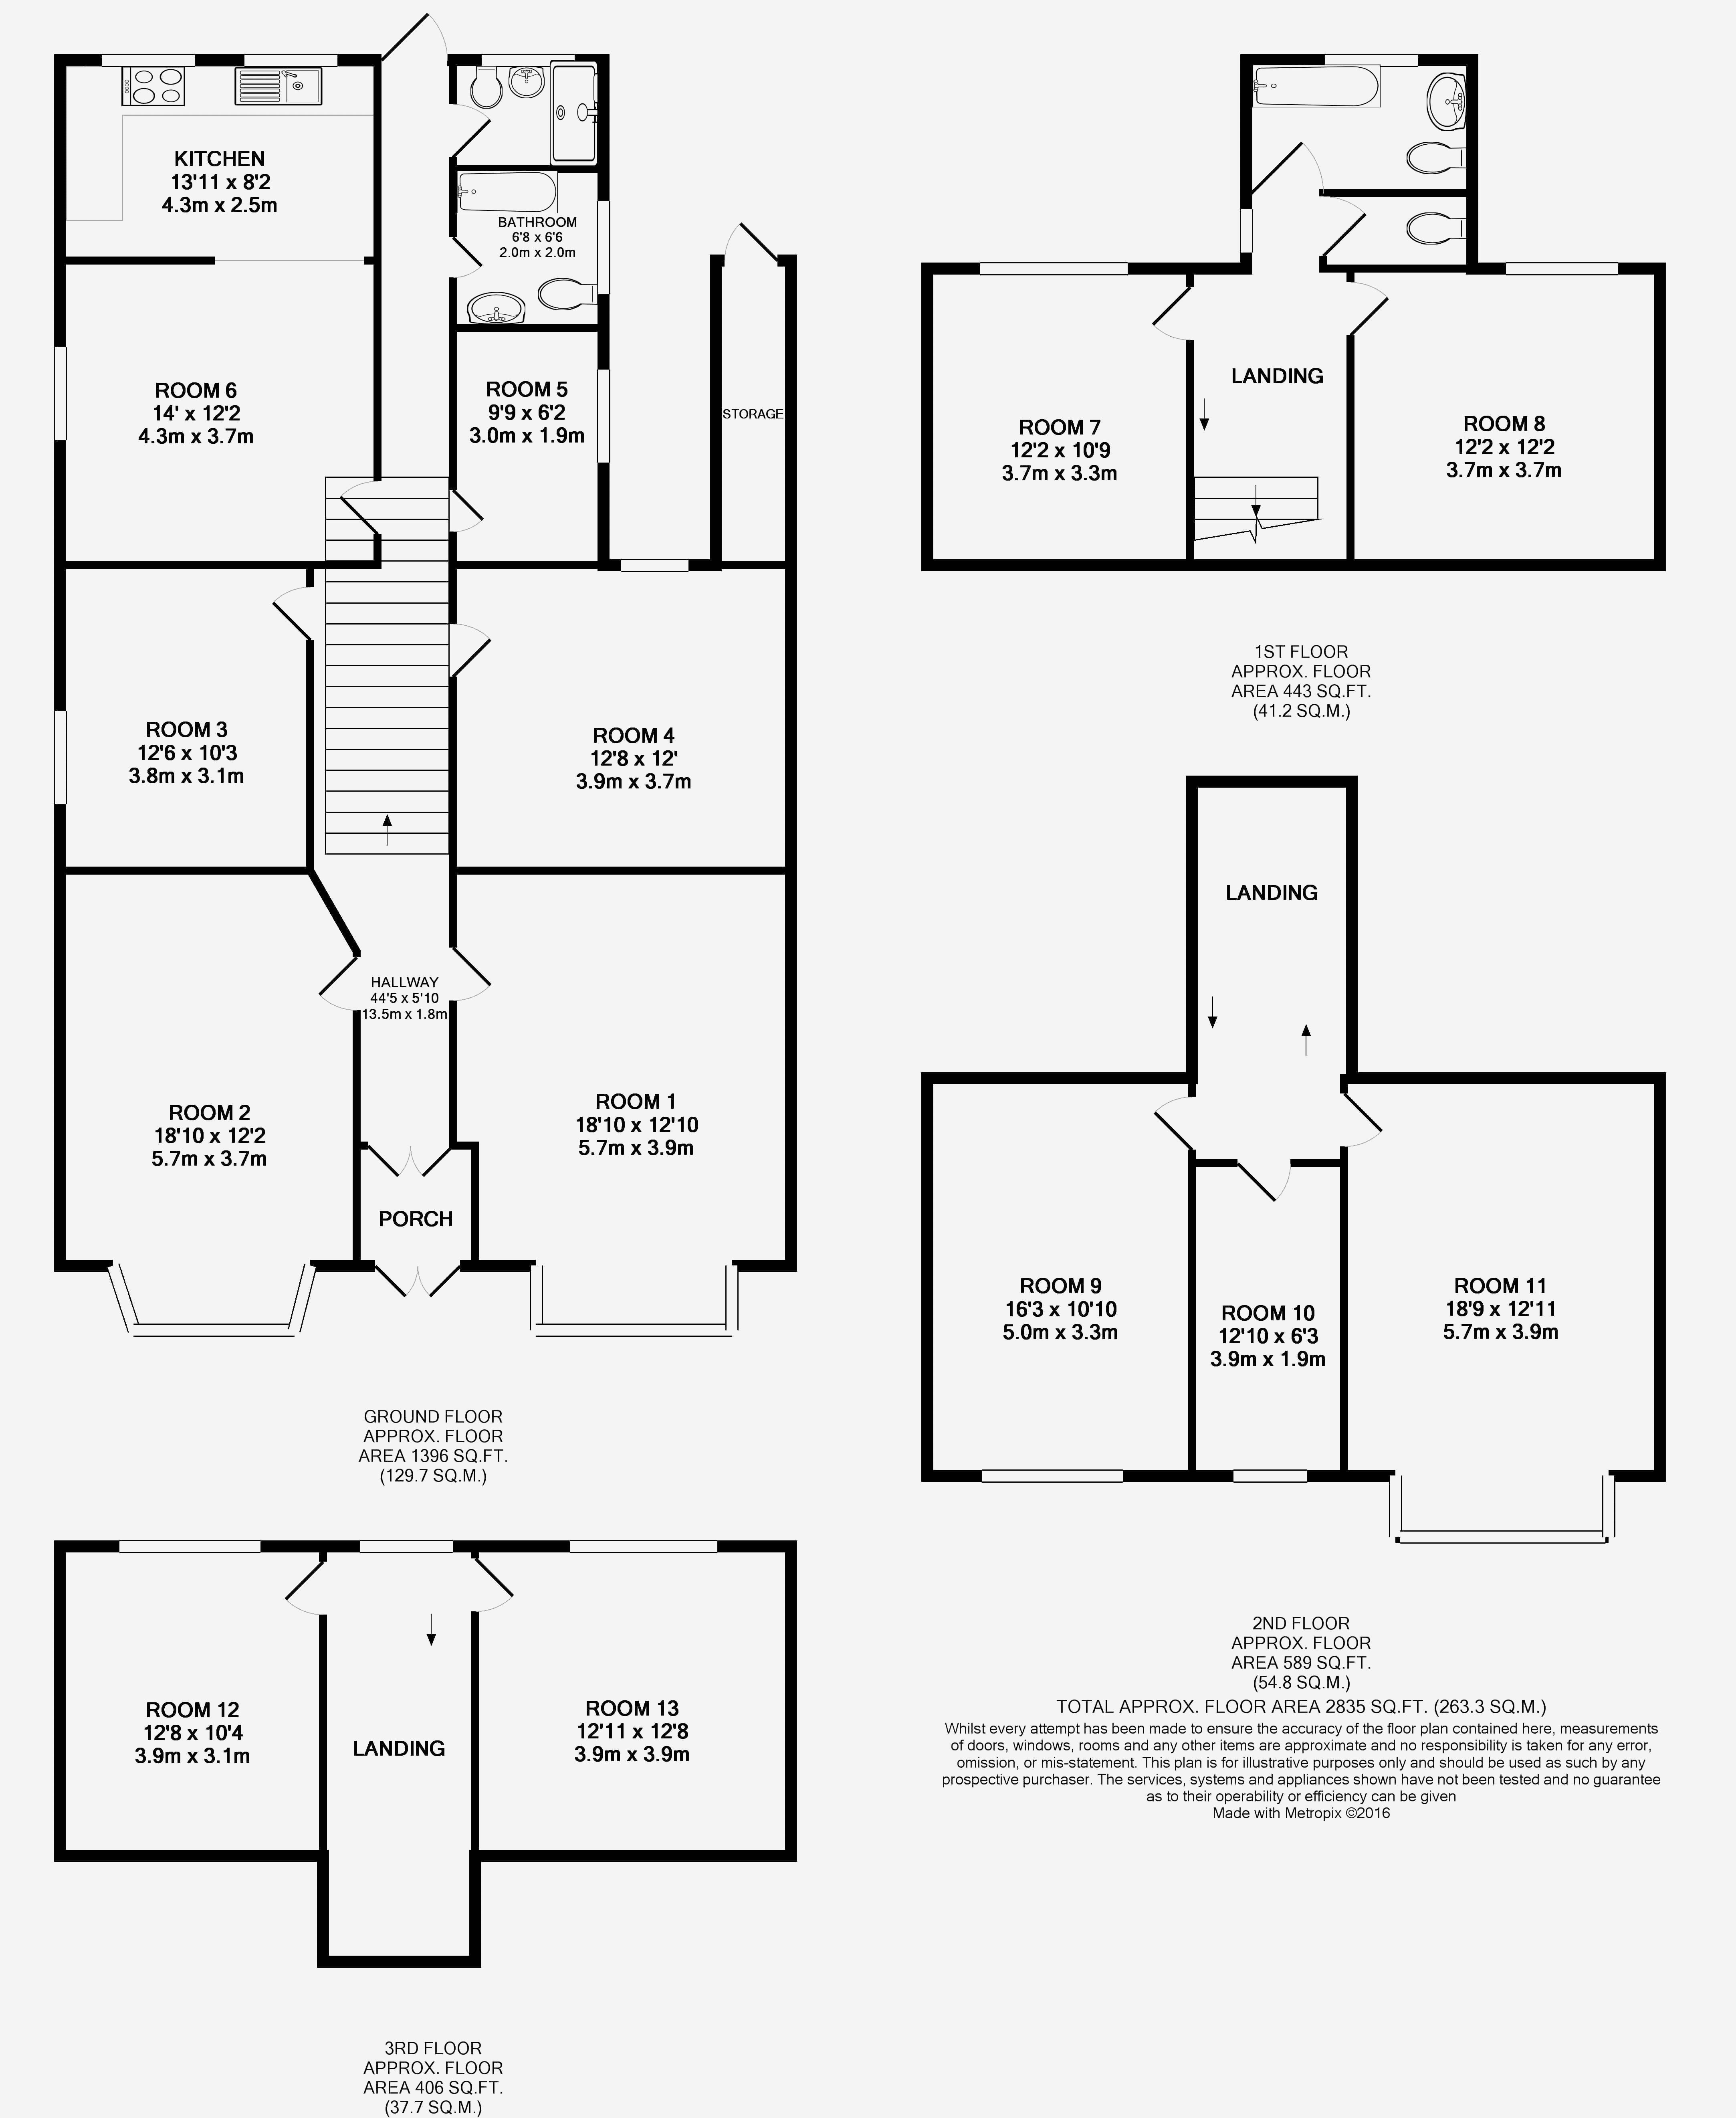 KITCHEN
13'11 x 8'2
4.3m x 2.5m
BATHROOM
6'8 x 6'6
2.0m x 2.0m
ROOM 6
14' x 12'2
4.3m x 3.7m
ROOM 5
9'9 x 6'2
3.0m x 1.9m
STORAGE
ROOM 3
12'6 x 10'3
3.8m x 3.1m
ROOM 4
12'8 x 12'
3.9m x 3.7m
HALLWAY
44'5 x 5'10
13.5m x 1.8m
ROOM 2
18'10 x 12'2
5.7m x 3.7m
ROOM 1
18'10 x 12'10
5.7m x 3.9m
PORCH
GROUND FLOOR
APPROX. FLOOR
AREA 1396 SQ.FT.
(129.7 SQ.M.)
LANDING
ROOM 7
12'2 x 10'9
3.7m x 3.3m
ROOM 8
12'2 x 12'2
3.7m x 3.7m
1ST FLOOR
APPROX. FLOOR
AREA 443 SQ.FT.
(41.2 SQ.M.)
LANDING
ROOM 9
16'3 x 10'10
5.0m x 3.3m
ROOM 10
12'10 x 6'3
3.9m x 1.9m
ROOM 11
18'9 x 12'11
5.7m x 3.9m
2ND FLOOR
APPROX. FLOOR
AREA 589 SQ.FT.
(54.8 SQ.M.)
ROOM 12
12'8 x 10'4
3.9m x 3.1m
LANDING
ROOM 13
12'11 x 12'8
3.9m x 3.9m
3RD FLOOR
APPROX. FLOOR
AREA 406 SQ.FT.
(37.7 SQ.M.)
TOTAL APPROX. FLOOR AREA 2835 SQ.FT. (263.3 SQ.M.)
Whilst every attempt has been made to ensure the accuracy of the floor plan contained here, measurements
of doors, windows, rooms and any other items are approximate and no responsibility is taken for any error,
omission, or mis-statement. This plan is for illustrative purposes only and should be used as such by any
prospective purchaser. The services, systems and appliances shown have not been tested and no guarantee
as to their operability or efficiency can be given
Made with Metropix ©2016